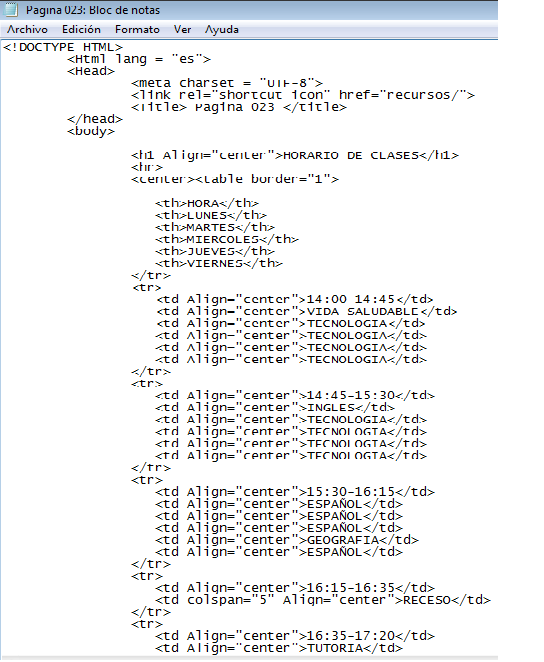 Pagina 023: Bloc de notas
Archivo Edición Formato Ver Ayuda
<!DOCTYPE HTML>
<Html lang = "es">
<Head>
<meta charset = "UTF-8">
<link rel="shortcut icon" href="recursos/">
<Title> Pagina 023 </title>
</head>
<body>
<h1 Align="center">HORARIO DE CLASES</h1>
<hr>
<center><table border="1">
<th>HORA</th>
<th>LUNES</th>
<th>MARTES</th>
<th>MIERCOLES</th>
<th>JUEVES</th>
<th>VIERNES</th>
</tr>
<tr>
<td Align="center">14:00-14:45</td>
<td Align="center">VIDA SALUDABLE</td>
<td Align="center">TECNOLOGIA</td>
<td Align="center">TECNOLOGIA</td>
<td Align="center">TECNOLOGIA</td>
<td Align="center">TECNOLOGIA</td>
</tr>
<tr>
<td Align="center">14:45-15:30</td>
<td Align="center">INGLES</td>
<td Align="center">TECNOLOGIA</td>
<td Align="center">TECNOLOGIA</td>
<td Align="center">TECNOLOGIA</td>
<td Align="center">TECNOLOGIA</td>
</tr>
<tr>
<td Align="center">15:30-16:15</td>
<td Align="center">ESPAÑOL</td>
<td Align="center">ESPAÑOL</td>
<td Align="center">ESPAÑOL</td>
<td Align="center">GEOGRAFIA</td>
<td Align="center">ESPAÑOL</td>
</tr>
<tr>
<td Align="center">16:15-16:35</td>
<td colspan="5" Align="center">RECESO</td>
</tr>
<tr>
<td Align="center">16:35-17:20</td>
<td Align="center">TUTORIA</td>